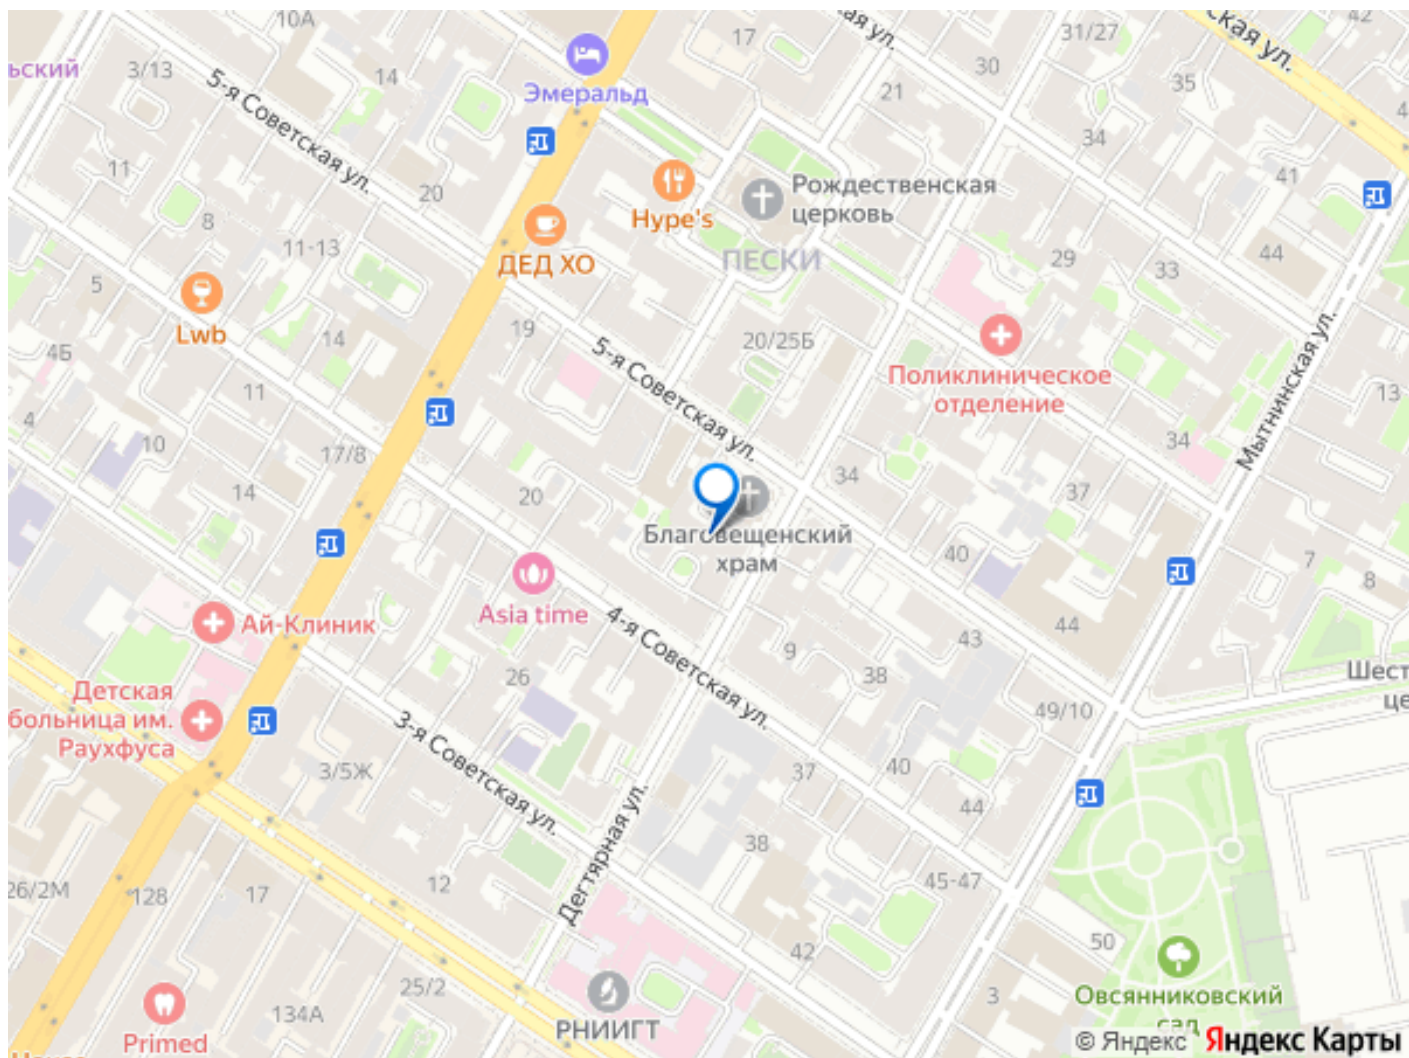 10А
17
ая ул.
31/27
ская ул.
42
ьский
3/13
14
Эмеральд
30
35
5-я Советская ул.
21
34
4
11
20
Hype's
Рождественская
церковь
41
8
11-13
ДЕД ХО
ПЕСКИ
29
33
44
5
Lwb
14
19
20/25Б
Мытнинская ул.
4Б
5-я Советская ул.
Поликлиническое
отделение
11
13
4
10
17/8
34
14
20
34
37
Благовещенский
храм
40
7
8
Asia time
4-я Советская ул.
Ай-Клиник
44
43
9
38
26
Шест
це
Детская
больница им.
Раухфуса
3-я Советская ул.
49/10
3/5Ж
37
40
44
Дегтярная ул.
38
26/2М
128
17
12
45-47
42
50
25/2
3
134А
РНИИГТ
Овсянниковский
сад
Primed
© Яндекс Яндекс Карты